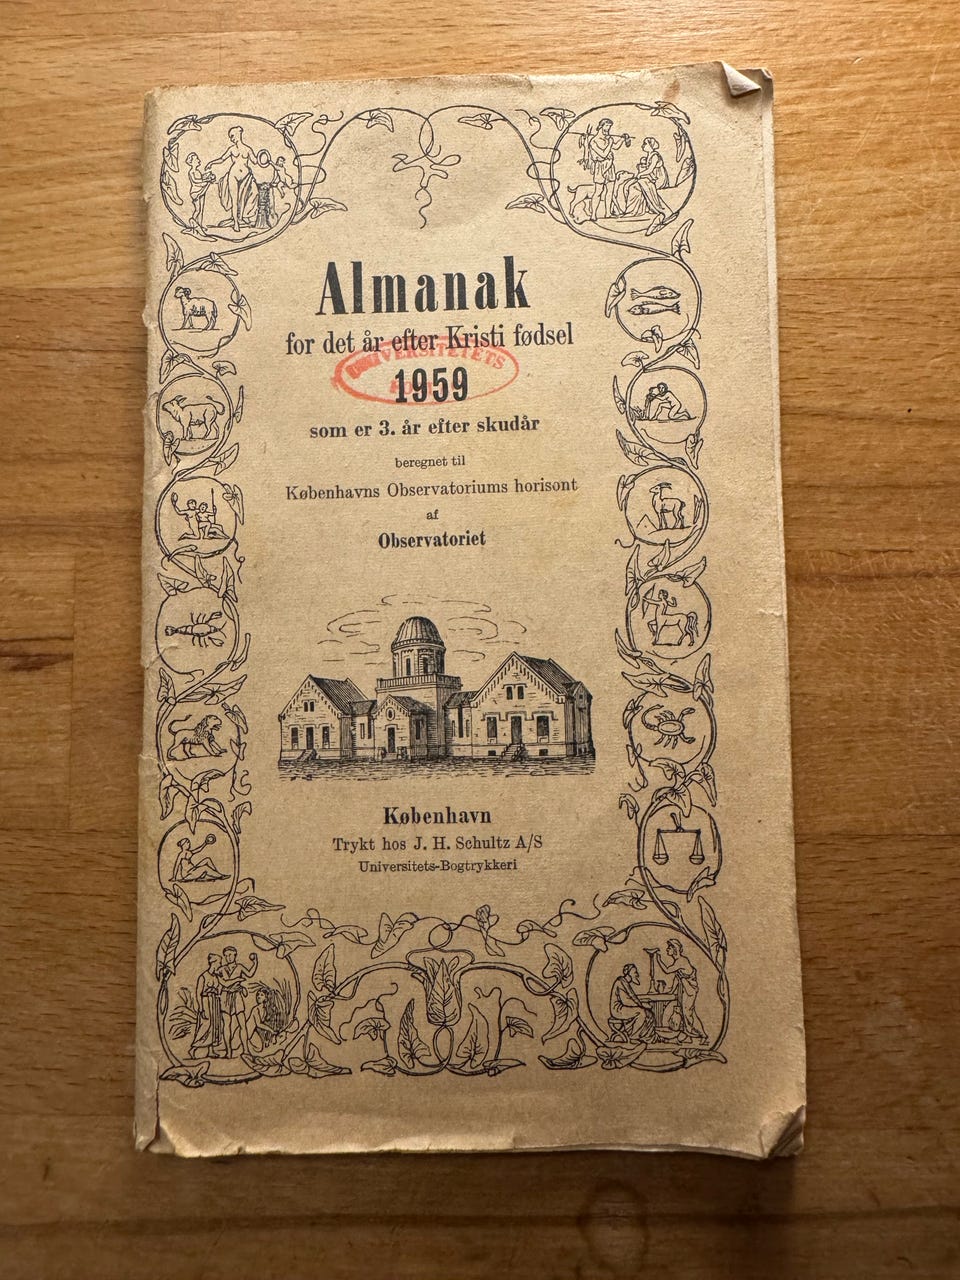 Almanak
for det år efter Kristi fødsel
UNIVERSITETETS
1959
som er 3. år efter skudår
beregnet til
Københavns Observatoriums horisont
af
Observatoriet
København
Trykt hos J. H. Schultz A/S
Universitets-Bogtrykkeri